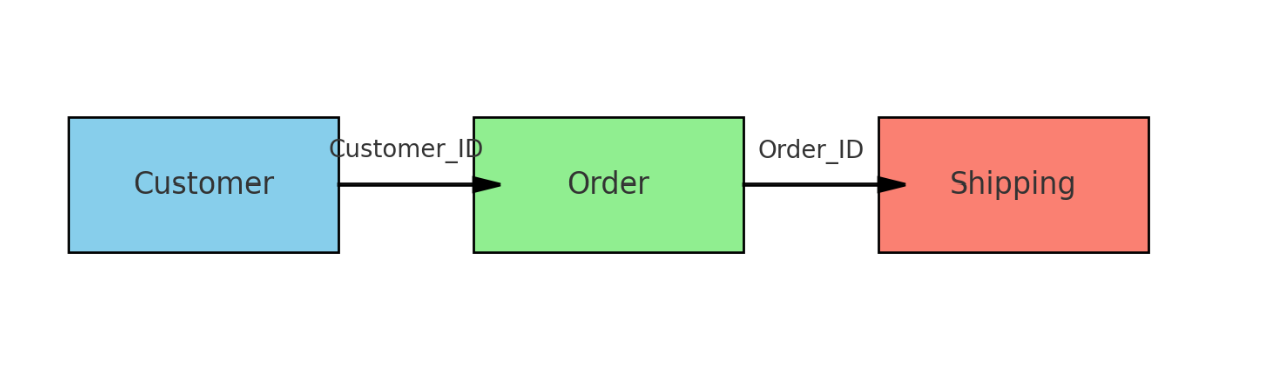 Customer
Customer_ID
Order
Order_ID
Shipping